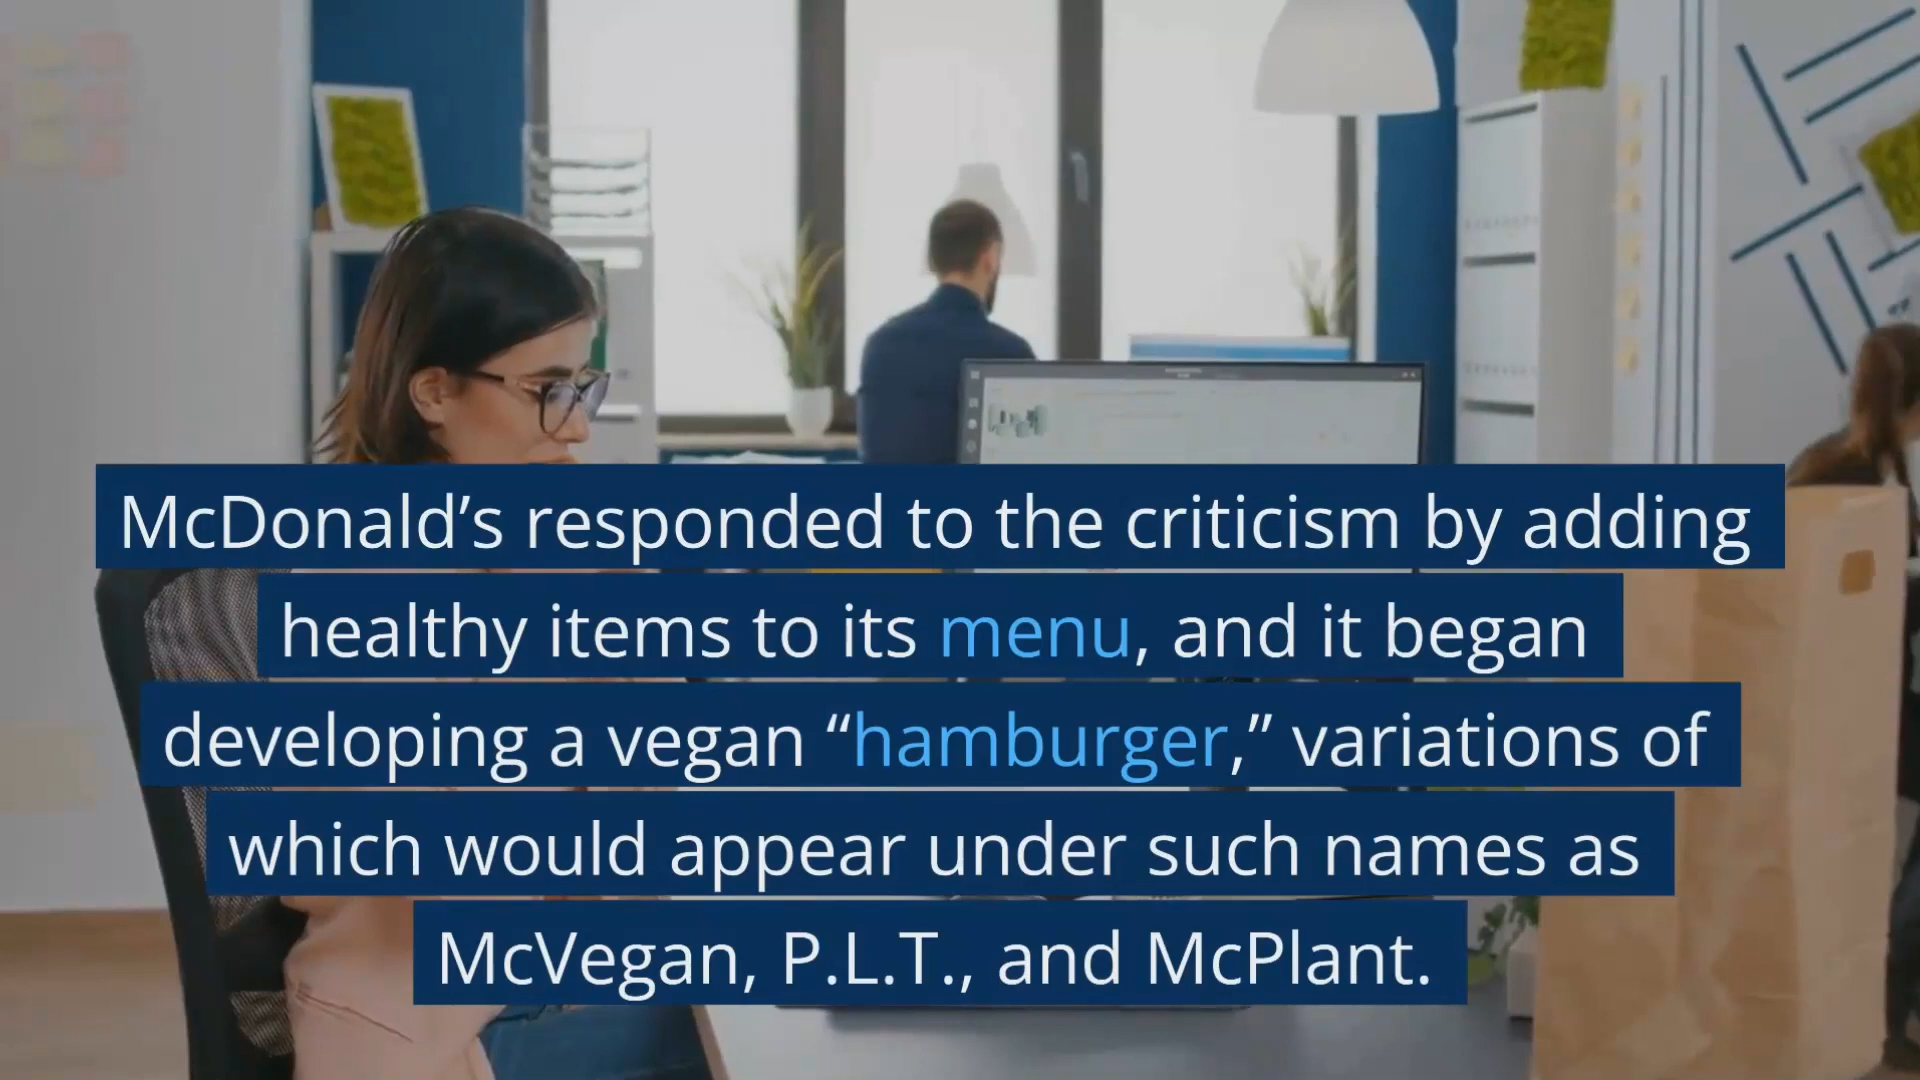 McDonald’s responded to the criticism by adding
healthy items to its menu, and it began
developing a vegan “hamburger,” variations of
which would appear under such names as
McVegan, P.L.T., and McPlant.